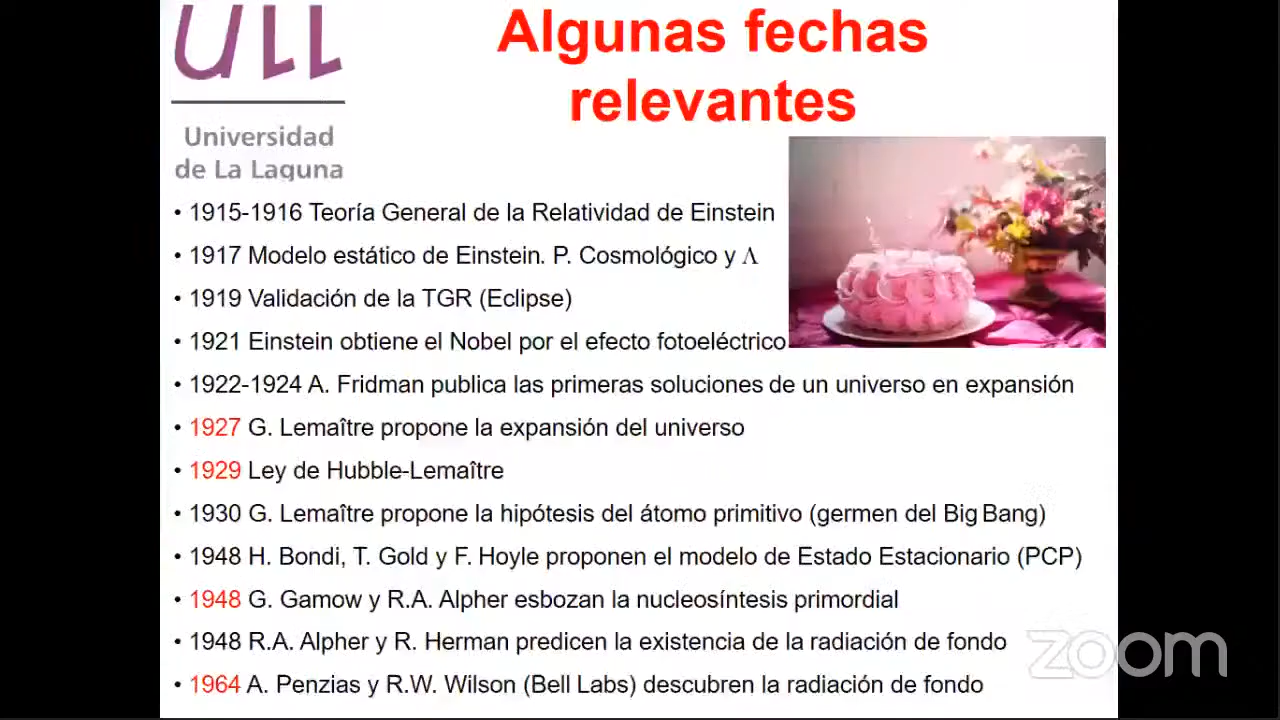 ULL
Universidad
de La Laguna
Algunas fechas
relevantes
• 1915-1916 Teoría General de la Relatividad de Einstein
• 1917 Modelo estático de Einstein. P. Cosmológico y Λ
• 1919 Validación de la TGR (Eclipse)
• 1921 Einstein obtiene el Nobel por el efecto fotoeléctrico
• 1922-1924 A. Fridman publica las primeras soluciones de un universo en expansión
• 1927 G. Lemaître propone la expansión del universo
• 1929 Ley de Hubble-Lemaître
• 1930 G. Lemaître propone la hipótesis del átomo primitivo (germen del Big Bang)
• 1948 H. Bondi, T. Gold y F. Hoyle proponen el modelo de Estado Estacionario (PCP)
• 1948 G. Gamow y R.A. Alpher esbozan la nucleosíntesis primordial
• 1948 R.A. Alpher y R. Herman predicen la existencia de la radiación de fondo
• 1964 A. Penzias y R.W. Wilson (Bell Labs) descubren la radiación de fondo
zoom